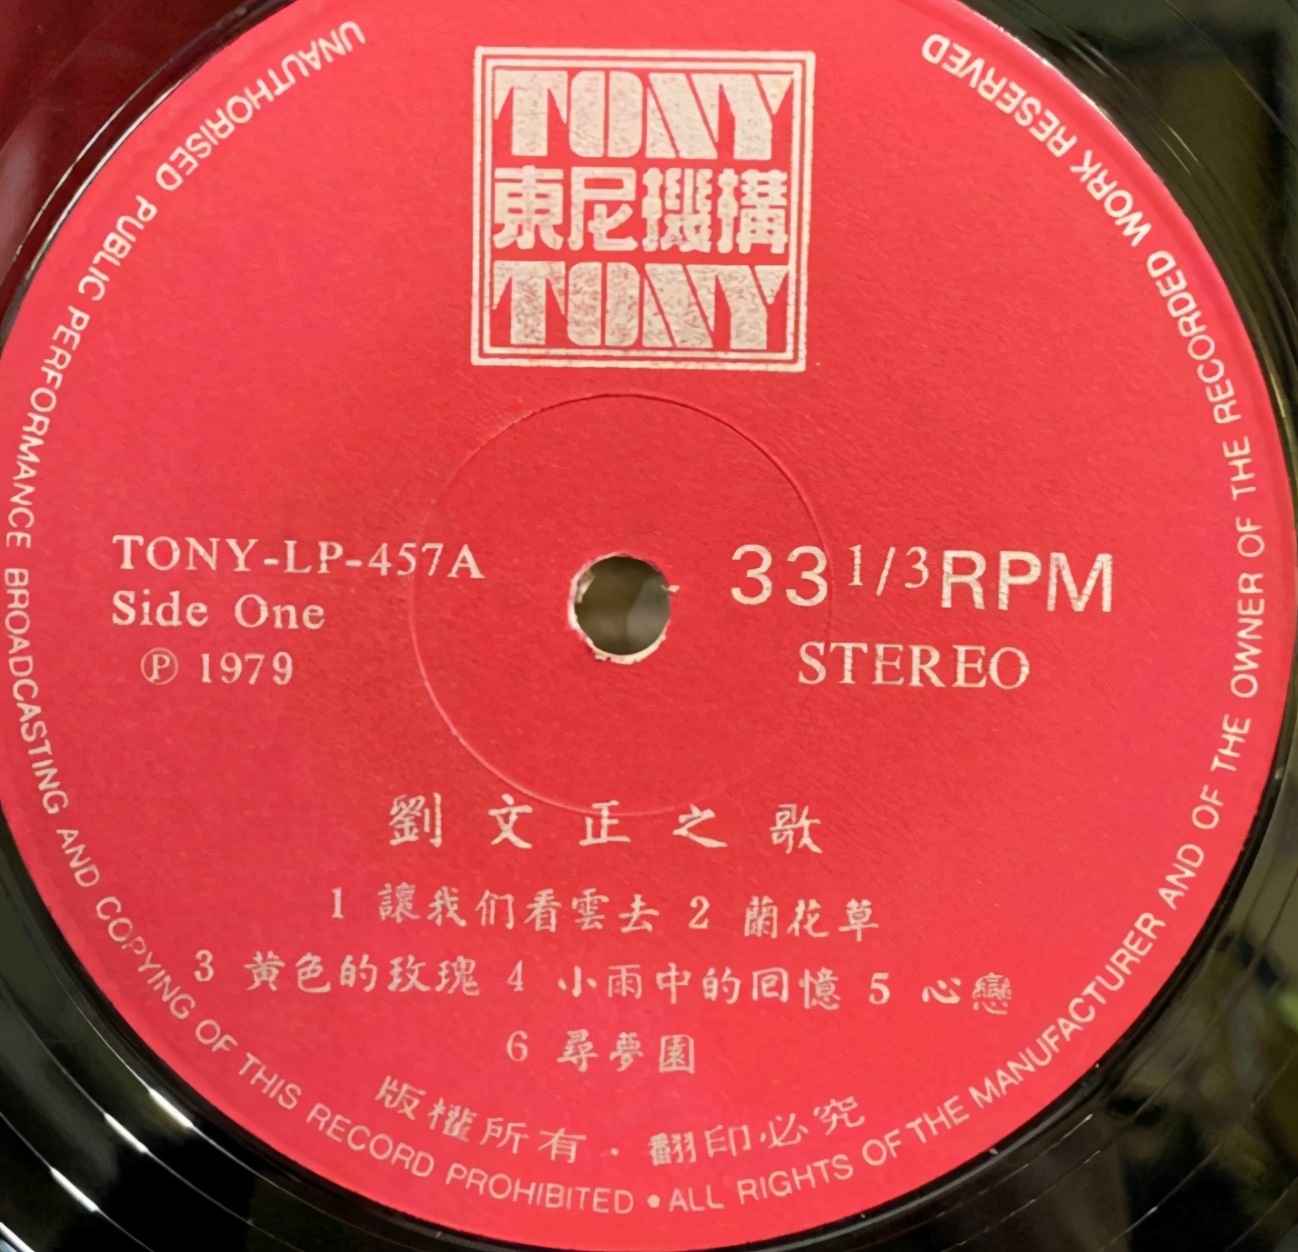 TONY
東尼機構
TONY
TONY-LP-457A
Side One
Ⓟ 1979
33 1/3 RPM
STEREO
劉文正之歌
1 讓我们看雲去 2 蘭花草
3 黄色的玫瑰 4 小雨中的回憶 5 心戀
6 尋夢園
版權所有．翻印必究
UNAUTHORISED PUBLIC PERFORMANCE BROADCASTING AND COPYING OF THIS RECORD PROHIBITED • ALL RIGHTS OF THE MANUFACTURER AND OF THE OWNER OF THE RECORDED WORK RESERVED